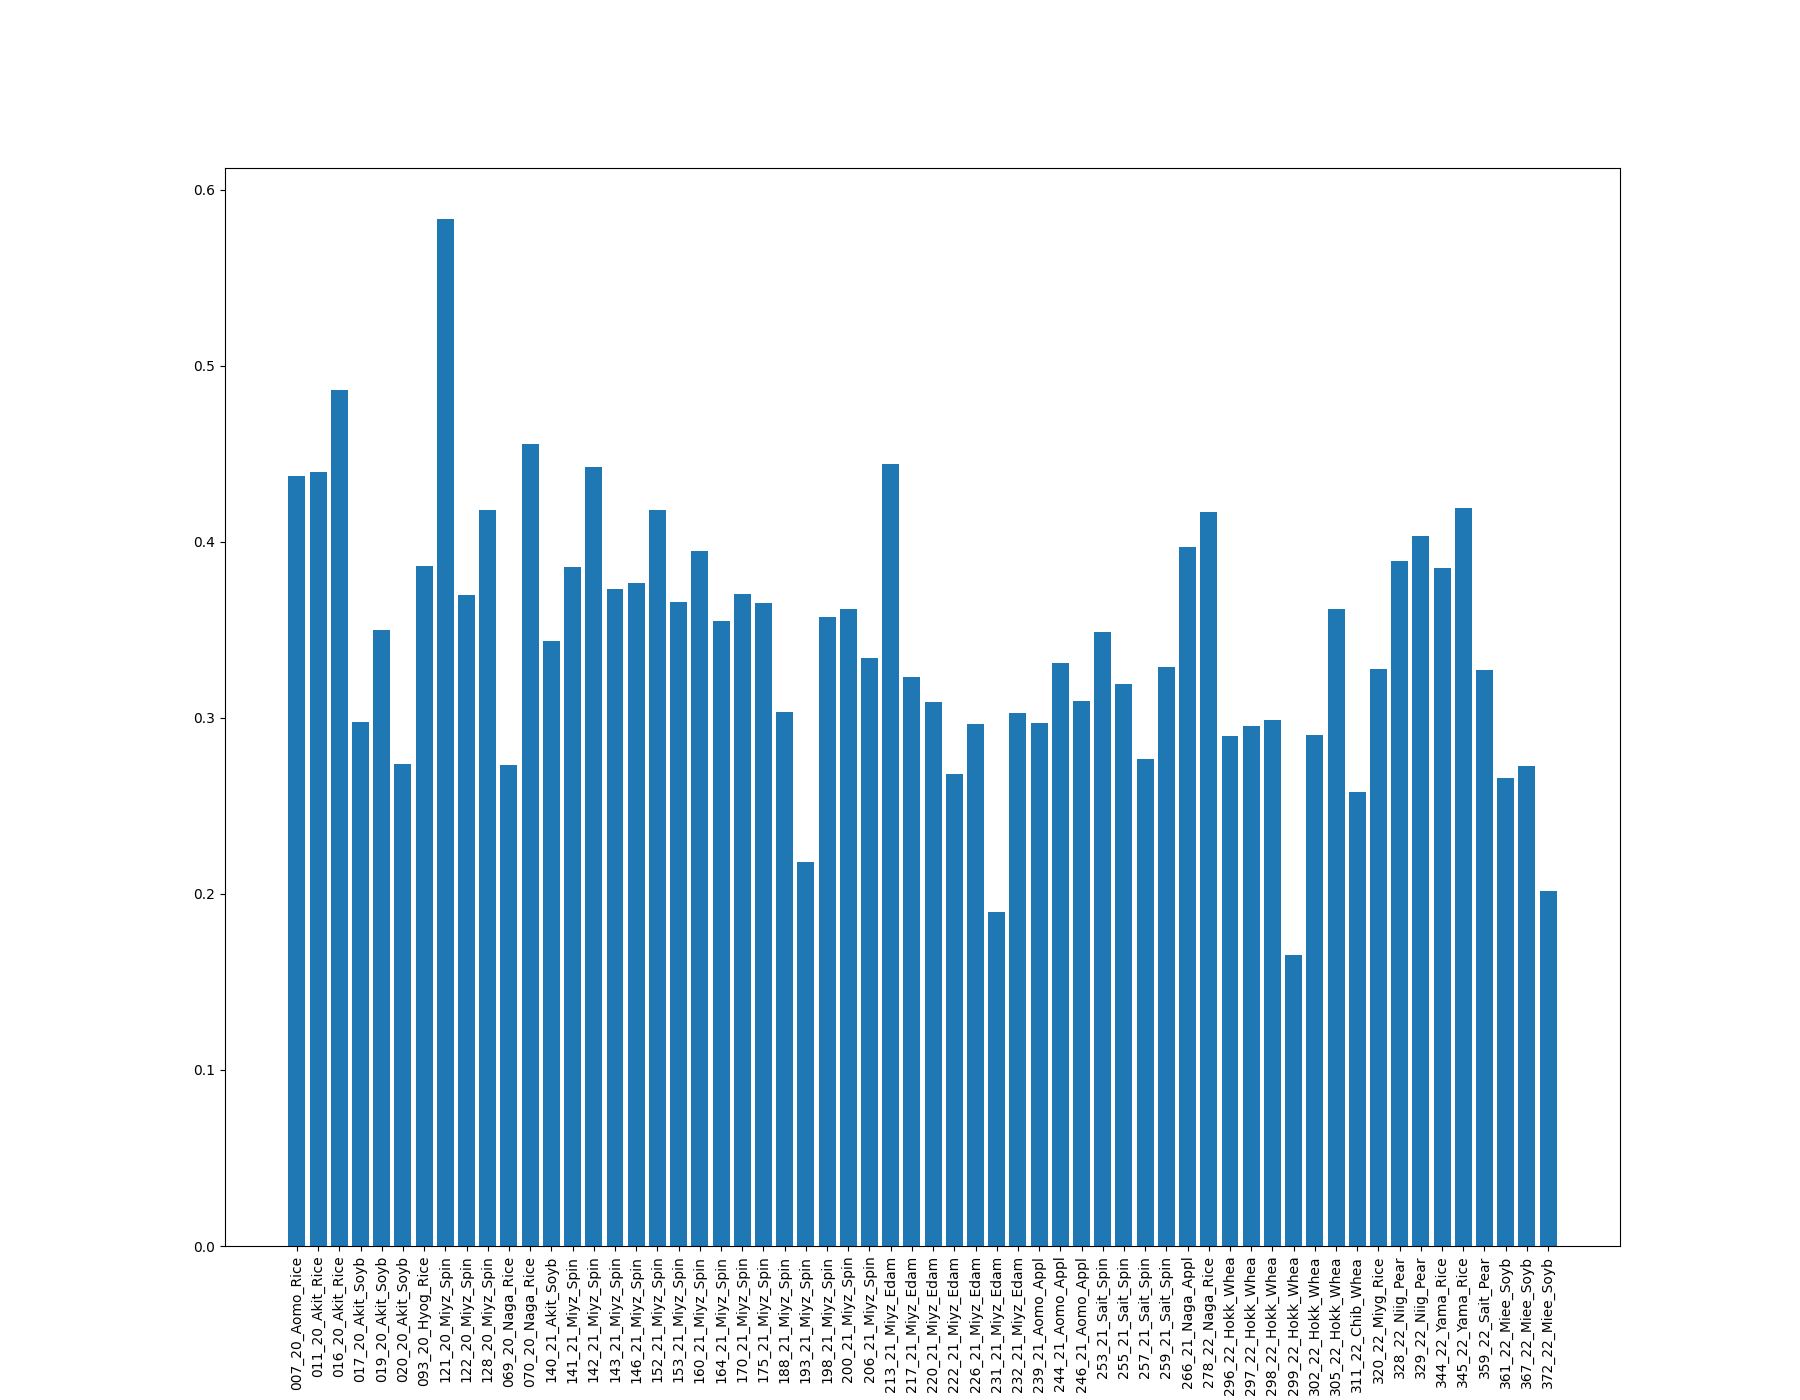 0.6
0.5
0.4
0.3
0.2
0.1
0.0
007_20_Aomo_Rice
011_20_Akit_Rice
016_20_Akit_Rice
017_20_Akit_Soyb
019_20_Akit_Soyb
020_20_Akit_Soyb
093_20_Hyog_Rice
121_20_Miyz_Spin
122_20_Miyz_Spin
128_20_Miyz_Spin
069_20_Naga_Rice
070_20_Naga_Rice
140_21_Akit_Soyb
141_21_Miyz_Spin
142_21_Miyz_Spin
143_21_Miyz_Spin
146_21_Miyz_Spin
152_21_Miyz_Spin
153_21_Miyz_Spin
160_21_Miyz_Spin
164_21_Miyz_Spin
170_21_Miyz_Spin
175_21_Miyz_Spin
188_21_Miyz_Spin
193_21_Miyz_Spin
198_21_Miyz_Spin
200_21_Miyz_Spin
206_21_Miyz_Spin
213_21_Miyz_Edam
217_21_Miyz_Edam
220_21_Miyz_Edam
222_21_Miyz_Edam
226_21_Miyz_Edam
231_21_Miyz_Edam
232_21_Miyz_Edam
239_21_Aomo_Appl
244_21_Aomo_Appl
246_21_Aomo_Appl
253_21_Sait_Spin
255_21_Sait_Spin
257_21_Sait_Spin
259_21_Sait_Spin
266_21_Naga_Appl
278_22_Naga_Rice
296_22_Hokk_Whea
297_22_Hokk_Whea
298_22_Hokk_Whea
299_22_Hokk_Whea
302_22_Hokk_Whea
305_22_Hokk_Whea
311_22_Chib_Whea
320_22_Miyg_Rice
328_22_Niig_Pear
329_22_Niig_Pear
344_22_Yama_Rice
345_22_Yama_Rice
359_22_Sait_Pear
361_22_Miee_Soyb
367_22_Miee_Soyb
372_22_Miee_Soyb